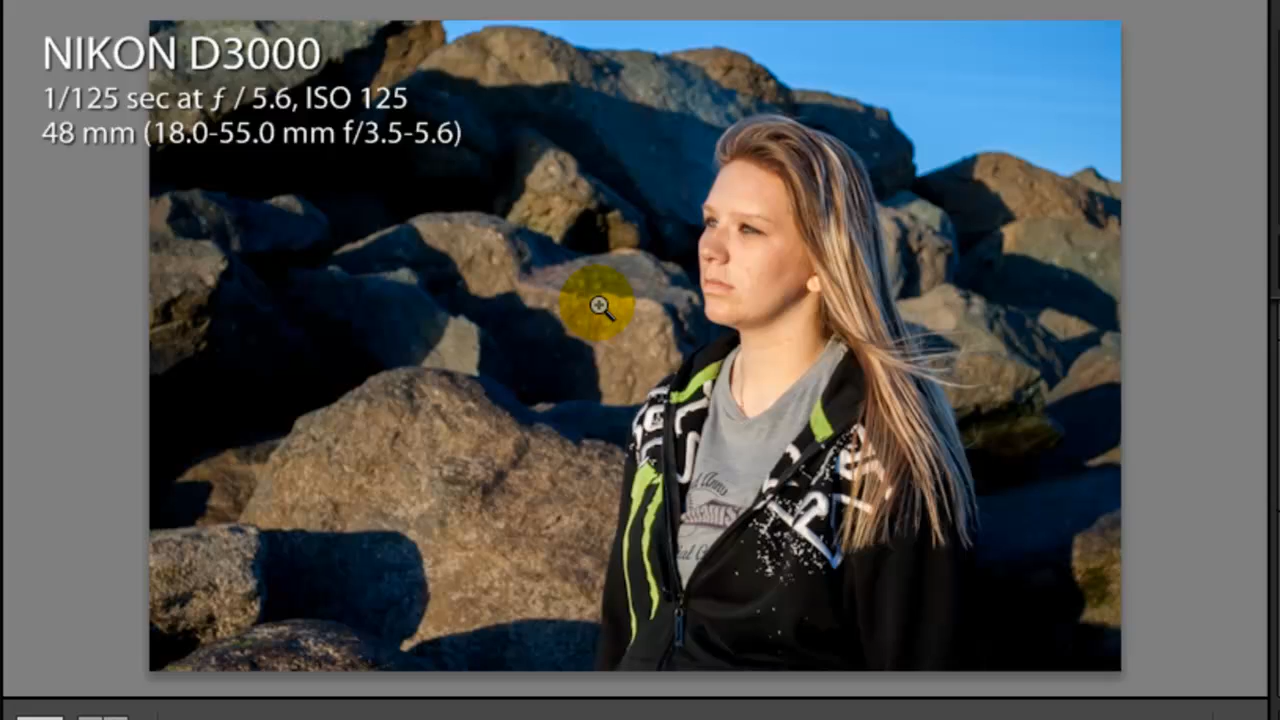 NIKON D3000
1/125 sec at ƒ / 5.6, ISO 125
48 mm (18.0-55.0 mm f/3.5-5.6)